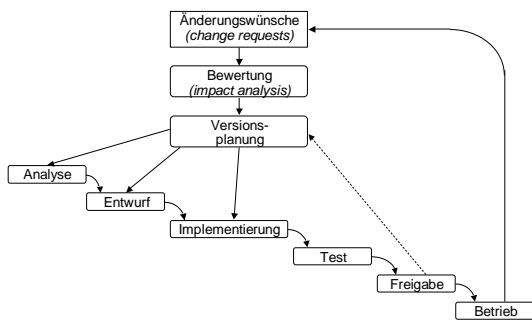 Änderungswünsche
(change requests)
Bewertung
(impact analysis)
Versions-
planung
Analyse
Entwurf
Implementierung
Test
Freigabe
Betrieb